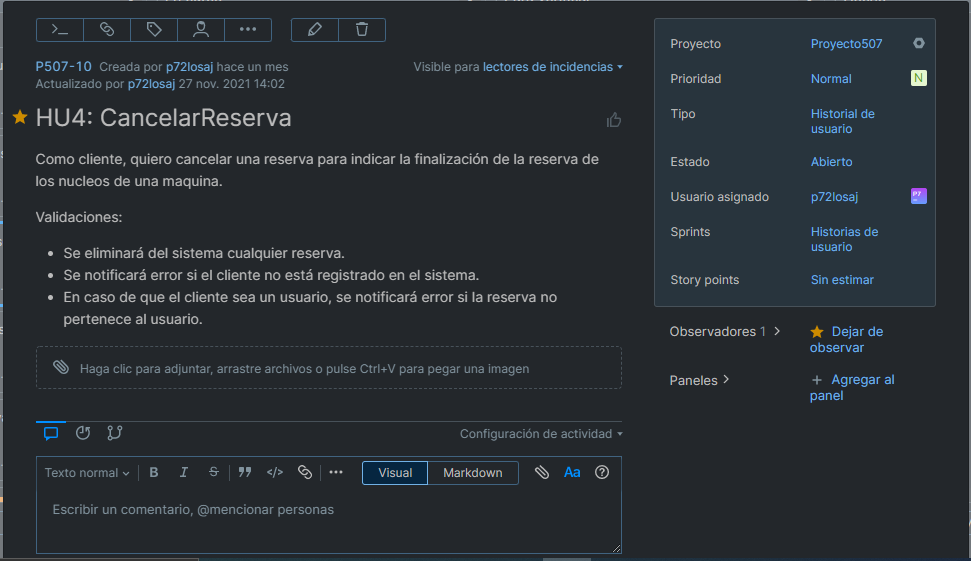 P507-10 Creada por p72losaj hace un mes
Visible para lectores de incidencias
Actualizado por p72losaj 27 nov. 2021 14:02
HU4: CancelarReserva
Como cliente, quiero cancelar una reserva para indicar la finalización de la reserva de
los nucleos de una maquina.
Validaciones:
• Se eliminará del sistema cualquier reserva.
• Se notificará error si el cliente no está registrado en el sistema.
• En caso de que el cliente sea un usuario, se notificará error si la reserva no
pertenece al usuario.
Haga clic para adjuntar, arrastre archivos o pulse Ctrl+V para pegar una imagen
Configuración de actividad
Texto normal B I S </> Visual Markdown Aa
Escribir un comentario, @mencionar personas
Proyecto Proyecto507
Prioridad Normal N
Tipo Historial de
usuario
Estado Abierto
Usuario asignado p72losaj P7
Sprints Historias de
usuario
Story points Sin estimar
Observadores 1 Dejar de
observar
Paneles + Agregar al
panel